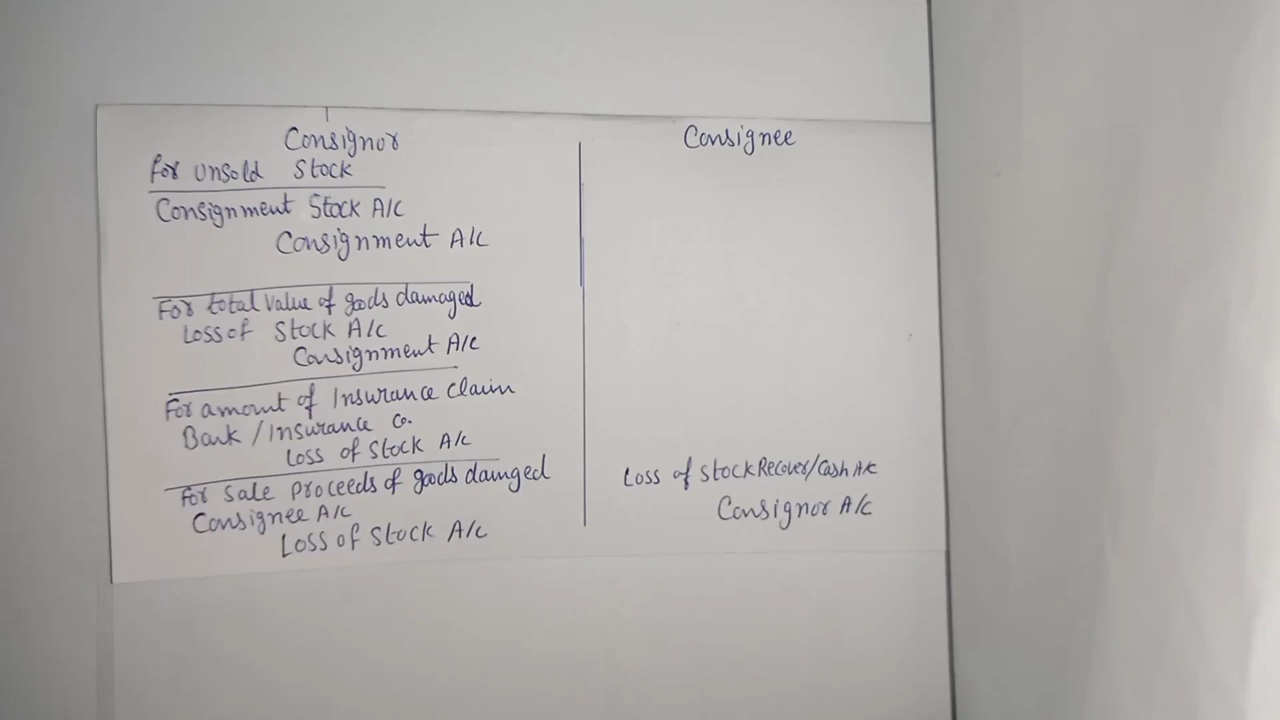 Consignor
for unsold stock
Consignment Stock A/c
Consignment A/c
For total value of goods damaged
Loss of Stock A/c
Consignment A/c
For amount of Insurance claim
Bank / Insurance Co.
Loss of Stock A/c
For Sale proceeds of goods damged
Consignee A/c
Loss of Stock A/c
Consignee
Loss of stock Recover/Cash A/c
Consignor A/c